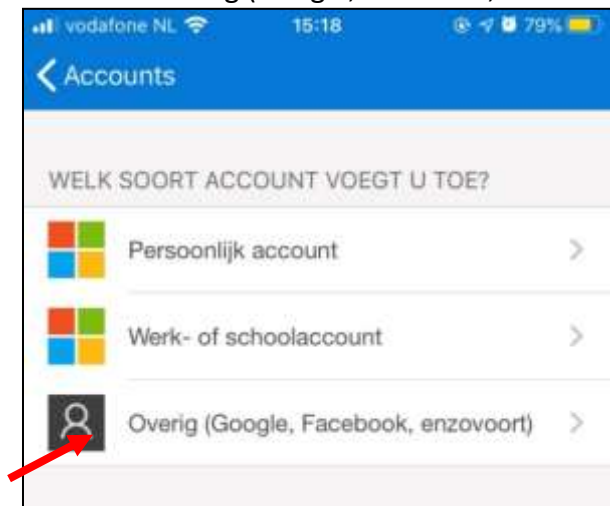 vodafone NL 15:18 79%
Accounts
WELK SOORT ACCOUNT VOEGT U TOE?
Persoonlijk account
Werk- of schoolaccount
Overig (Google, Facebook, enzovoort)